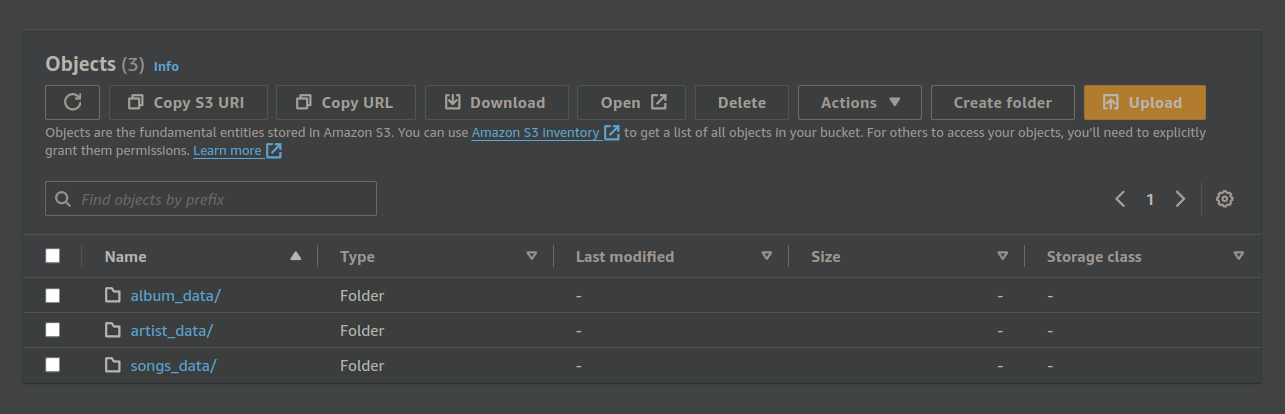 Objects (3) Info
Copy S3 URI Copy URL Download Open Delete Actions Create folder Upload
Objects are the fundamental entities stored in Amazon S3. You can use Amazon S3 inventory to get a list of all objects in your bucket. For others to access your objects, you'll need to explicitly
grant them permissions. Learn more
Find objects by prefix 1
Name Type Last modified Size Storage class
album_data/ Folder - - -
artist_data/ Folder - - -
songs_data/ Folder - - -